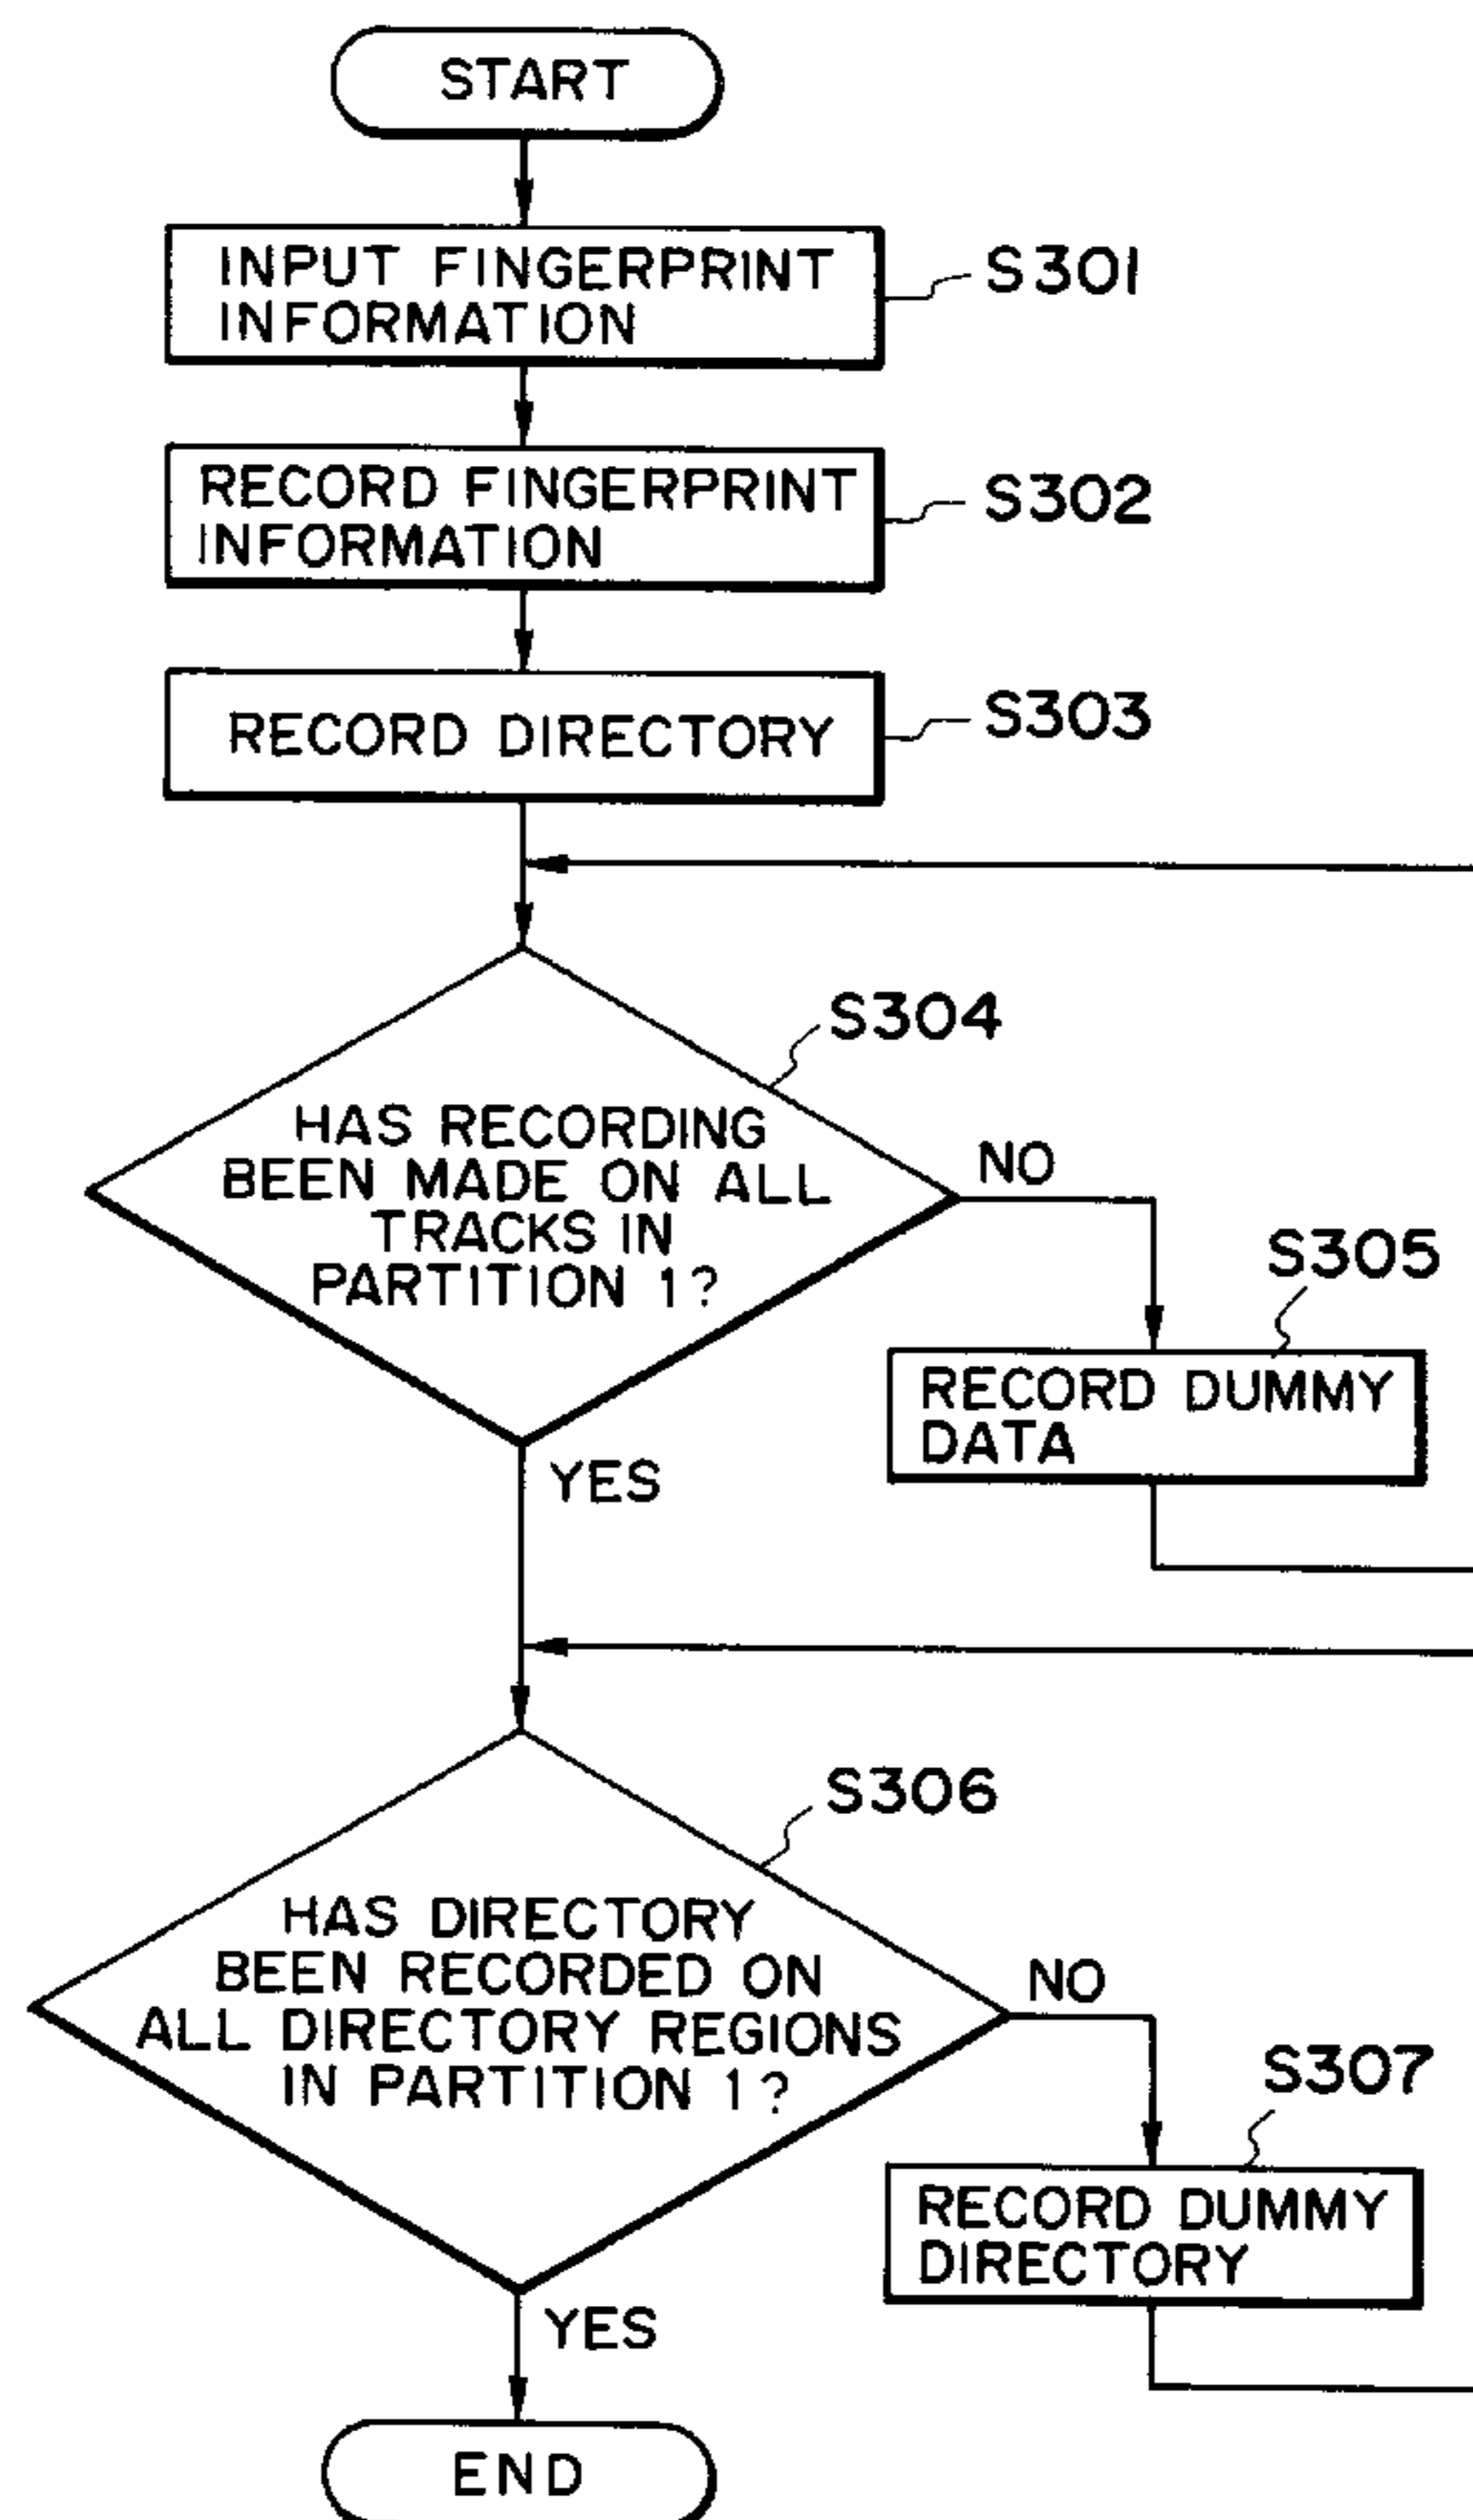 START
INPUT FINGERPRINT
INFORMATION
S301
RECORD FINGERPRINT
INFORMATION
S302
RECORD DIRECTORY
S303
S304
HAS RECORDING
BEEN MADE ON ALL
TRACKS IN
PARTITION 1?
NO
S305
RECORD DUMMY
DATA
YES
S306
HAS DIRECTORY
BEEN RECORDED ON
ALL DIRECTORY REGIONS
IN PARTITION 1?
NO
S307
RECORD DUMMY
DIRECTORY
YES
END